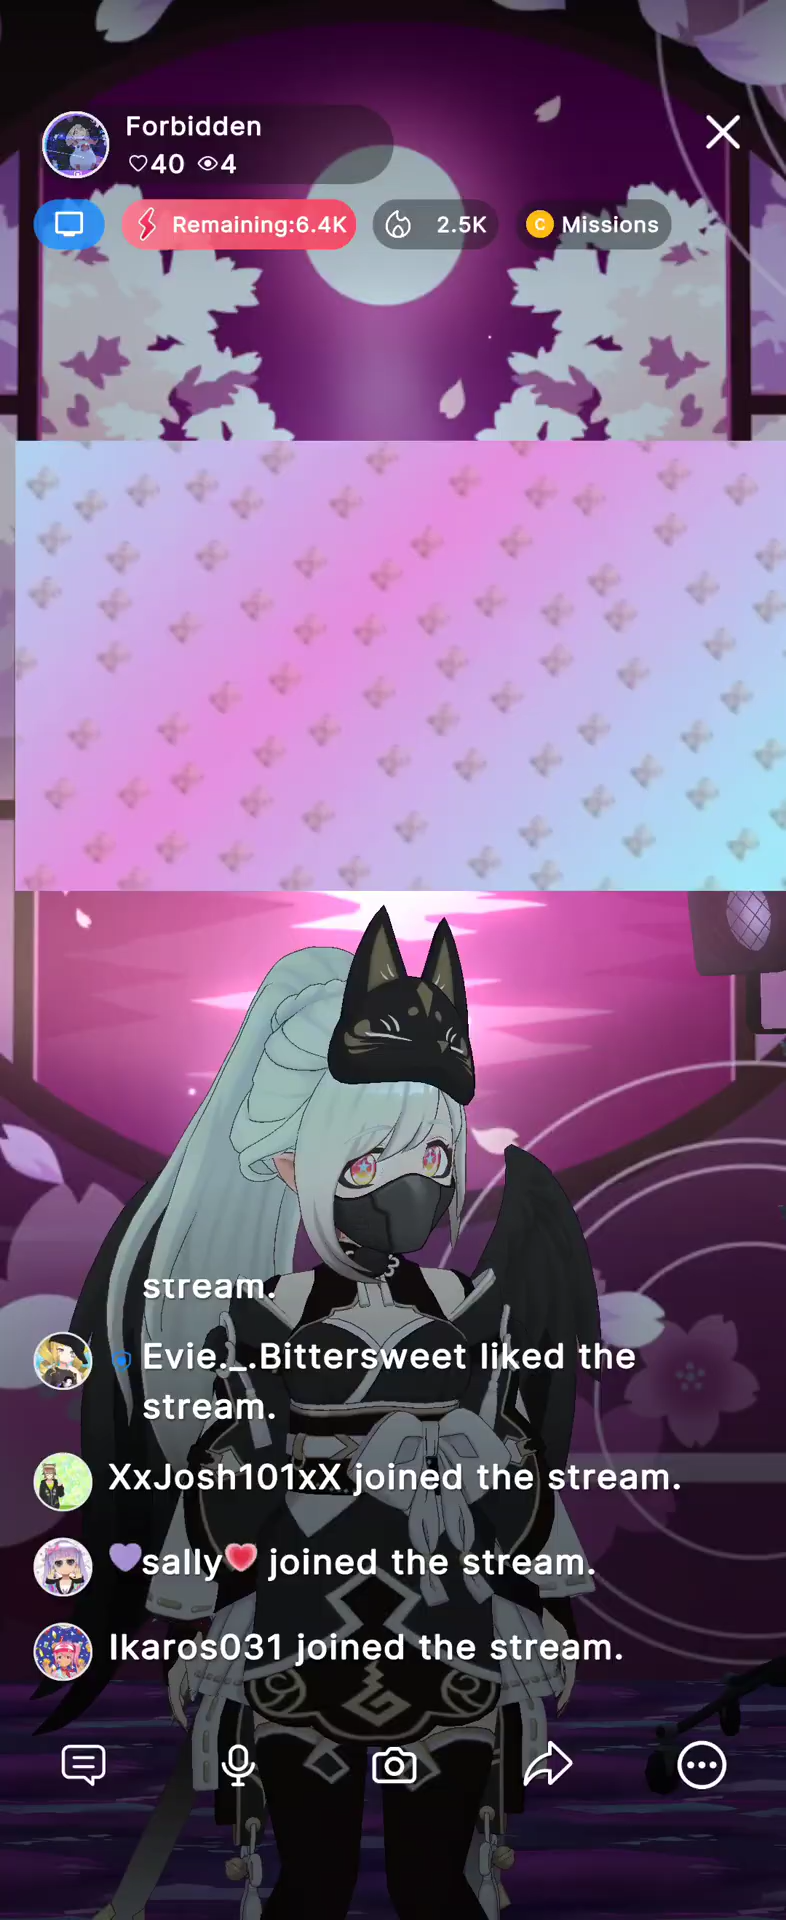 Forbidden
♡40 4
Remaining:6.4K 2.5K C Missions
stream.
Evie._.Bittersweet liked the
stream.
XxJosh101xX joined the stream.
💜sally❤️ joined the stream.
Ikaros031 joined the stream.